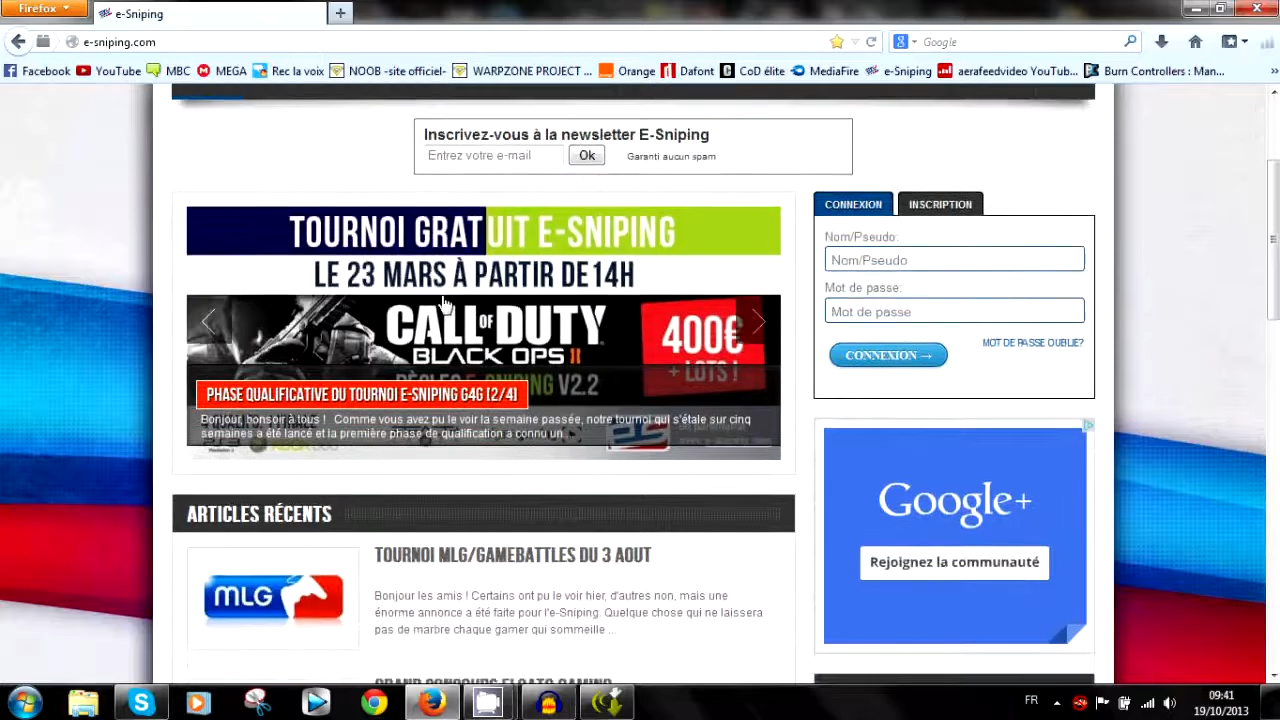 Firefox
e-Sniping
e-sniping.com
Google
Facebook YouTube MBC MEGA Rec la voix NOOB -site officiel- WARPZONE PROJECT ... Orange Dafont CoD élite MediaFire e-Sniping aerafeedvideo YouTub... Burn Controllers : Man...
Inscrivez-vous à la newsletter E-Sniping
Entrez votre e-mail Ok Garanti aucun spam
TOURNOI GRATUIT E-SNIPING
LE 23 MARS À PARTIR DE 14H
CALL OF DUTY
BLACK OPS II
400€
+ LOTS !
RÈGLES E-SNIPING V2.2
PHASE QUALIFICATIVE DU TOURNOI E-SNIPING G4G [2/4]
Bonjour, bonsoir à tous ! Comme vous avez pu le voir la semaine passée, notre tournoi qui s'étale sur cinq
semaines a été lancé et la première phase de qualification a connu un
CONNEXION INSCRIPTION
Nom/Pseudo:
Nom/Pseudo
Mot de passe:
Mot de passe
CONNEXION → MOT DE PASSE OUBLIE?
Google+
Rejoignez la communauté
ARTICLES RÉCENTS
MLG
TOURNOI MLG/GAMEBATTLES DU 3 AOUT
Bonjour les amis ! Certains ont pu le voir hier, d'autres non, mais une
énorme annonce a été faite pour l'e-Sniping. Quelque chose qui ne laissera
pas de marbre chaque gamer qui sommeille ...
FR
09:41
19/10/2013